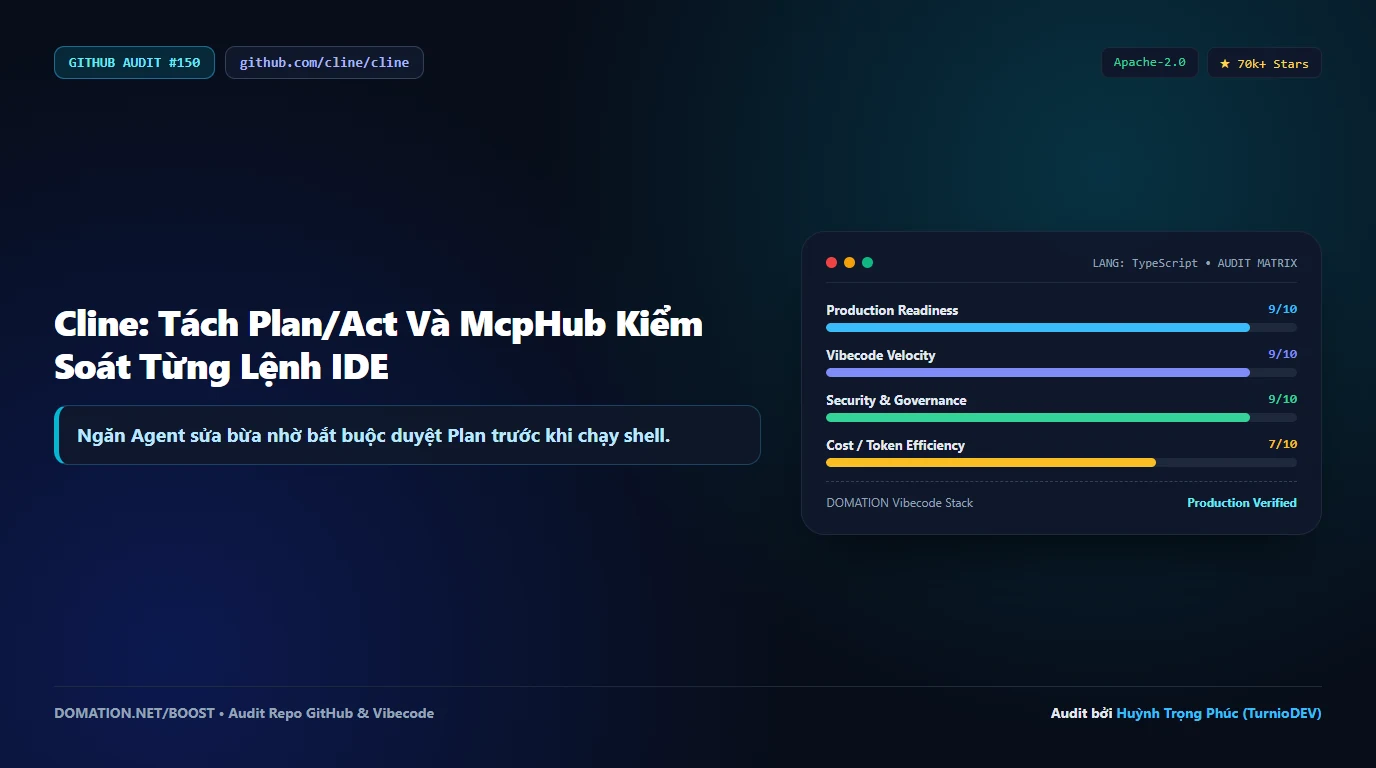 GITHUB AUDIT #150
github.com/cline/cline
Apache-2.0
★ 70k+ Stars
Cline: Tách Plan/Act Và McpHub Kiểm
Soát Từng Lệnh IDE
Ngăn Agent sửa bừa nhờ bắt buộc duyệt Plan trước khi chạy shell.
LANG: TypeScript • AUDIT MATRIX
Production Readiness 9/10
Vibecode Velocity 9/10
Security & Governance 9/10
Cost / Token Efficiency 7/10
DOMATION Vibecode Stack Production Verified
DOMATION.NET/BOOST • Audit Repo GitHub & Vibecode
Audit bởi Huỳnh Trọng Phúc (TurnioDEV)